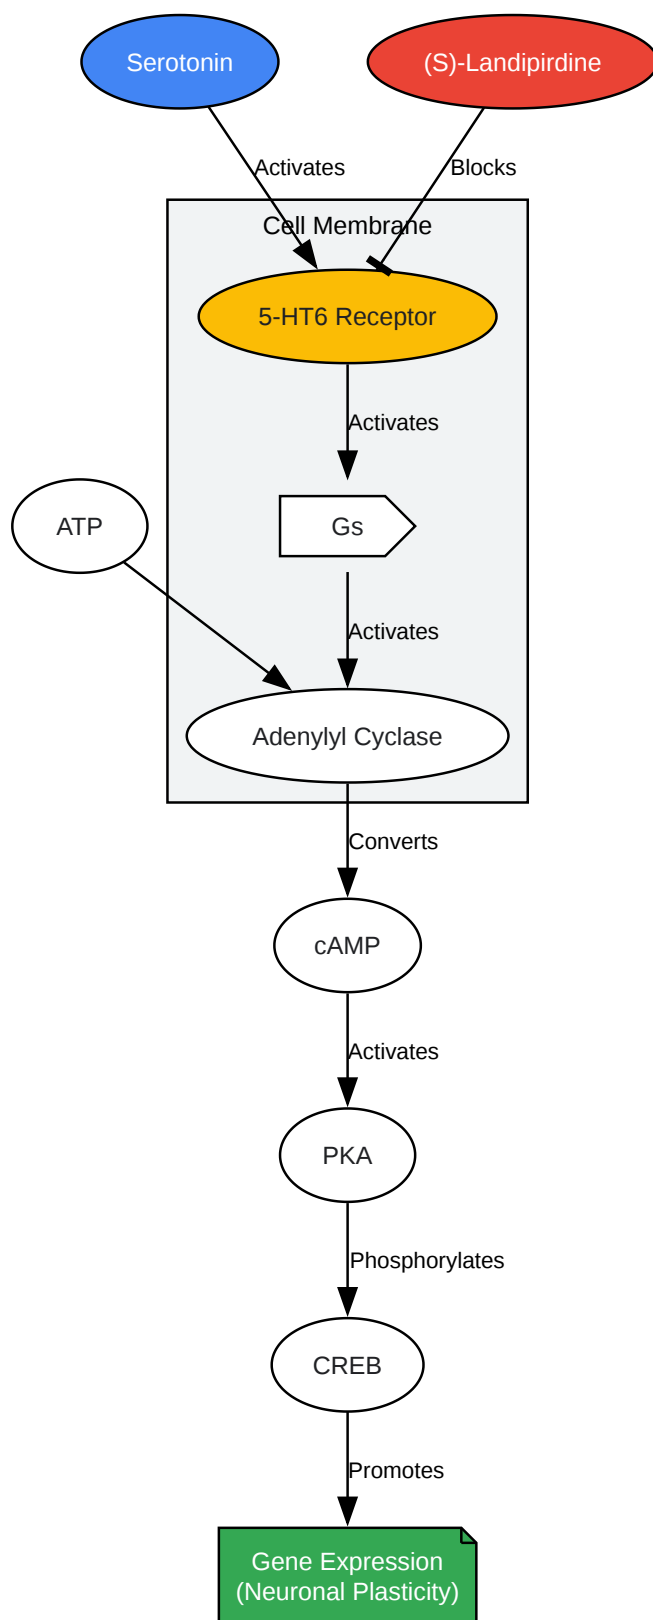 Serotonin
(S)-Landipirdine
Activates
Blocks
Cell Membrane
5-HT6 Receptor
Activates
ATP
Gs
Activates
Adenylyl Cyclase
Converts
cAMP
Activates
PKA
Phosphorylates
CREB
Promotes
Gene Expression
(Neuronal Plasticity)